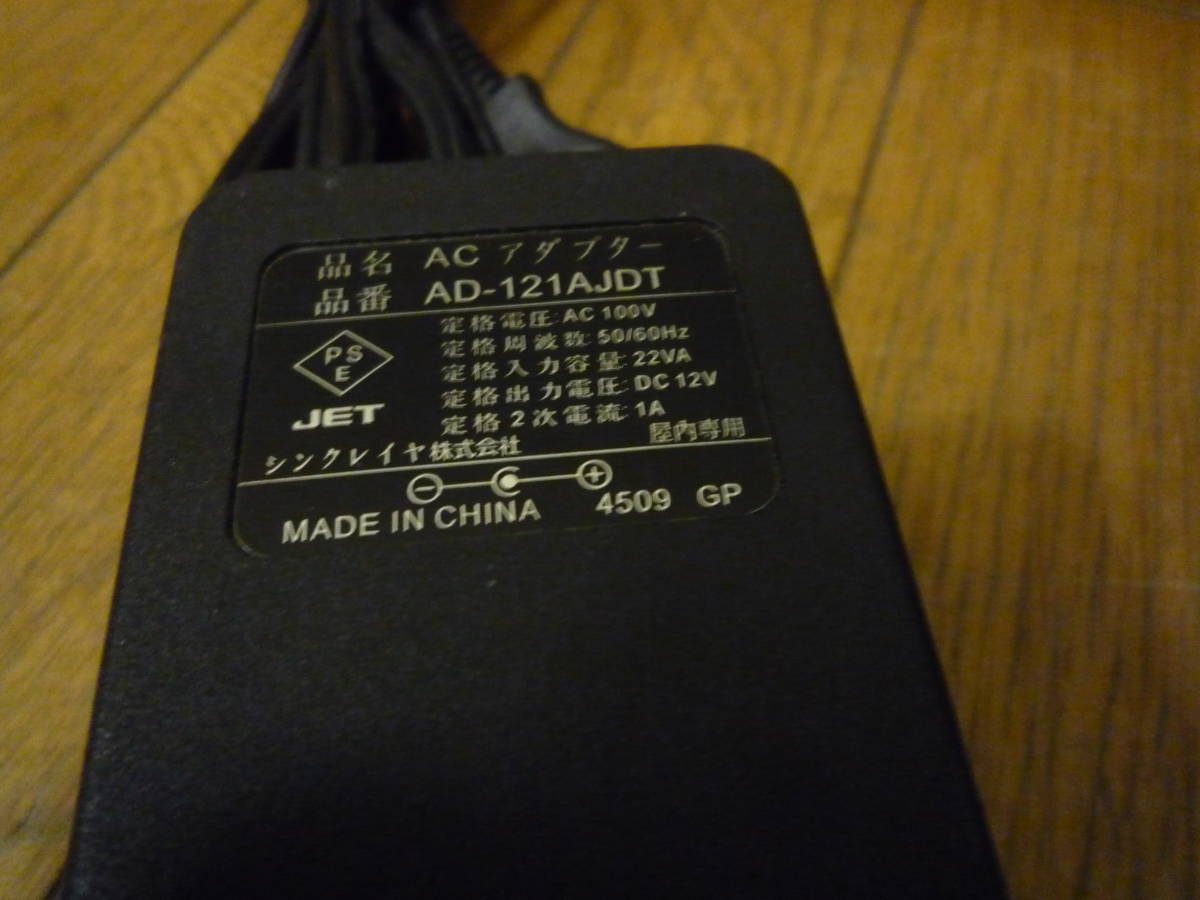 品名 AC アダプター
品番 AD-121AJDT
定格電圧:AC 100V
定格周波数:50/60Hz
定格入力容量:22VA
定格出力電圧:DC 12V
定格2次電流:1A
PS
E
JET
シンクレイヤ株式会社 屋内専用
MADE IN CHINA 4509 GP